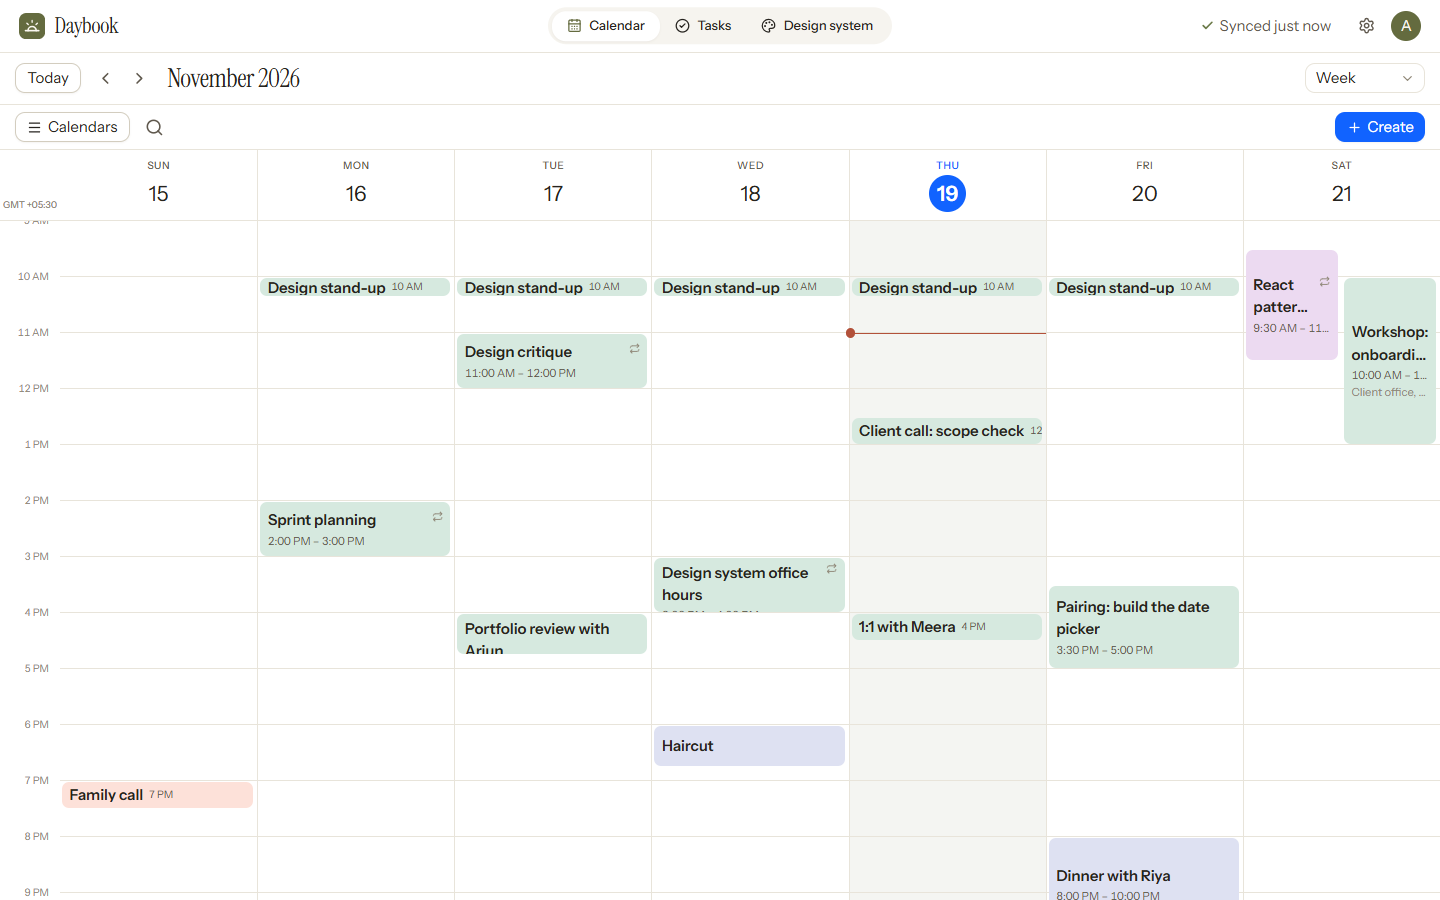 Daybook
Calendar
Tasks
Design system
Synced just now
A
Today
November 2026
Week
Calendars
Create
GMT +05:30
SUN
15
MON
16
TUE
17
WED
18
THU
19
FRI
20
SAT
21
10 AM
11 AM
12 PM
1 PM
2 PM
3 PM
4 PM
5 PM
6 PM
7 PM
8 PM
9 PM
Family call 7 PM
Design stand-up 10 AM
Sprint planning
2:00 PM – 3:00 PM
Design stand-up 10 AM
Design critique
11:00 AM – 12:00 PM
Portfolio review with
Arjun
Design stand-up 10 AM
Design system office
hours
Haircut
Design stand-up 10 AM
Client call: scope check 12
1:1 with Meera 4 PM
Design stand-up 10 AM
Pairing: build the date
picker
3:30 PM – 5:00 PM
Dinner with Riya
8:00 PM – 10:00 PM
React
patter...
9:30 AM – 11...
Workshop:
onboardi...
10:00 AM – 1...
Client office, ...